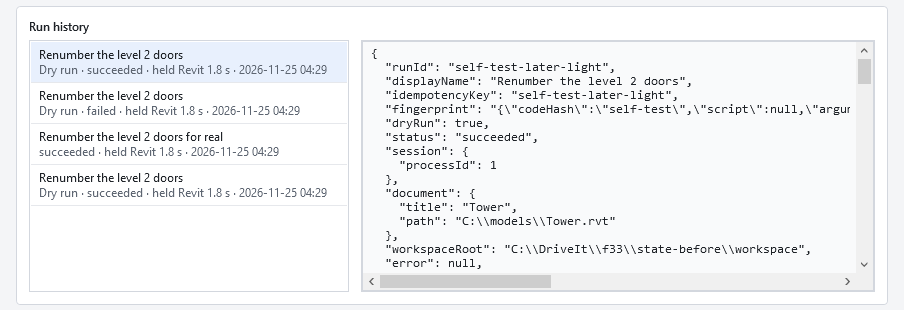 Run history
Renumber the level 2 doors
Dry run · succeeded · held Revit 1.8 s · 2026-11-25 04:29
Renumber the level 2 doors
Dry run · failed · held Revit 1.8 s · 2026-11-25 04:29
Renumber the level 2 doors for real
succeeded · held Revit 1.8 s · 2026-11-25 04:29
Renumber the level 2 doors
Dry run · succeeded · held Revit 1.8 s · 2026-11-25 04:29
{
"runId": "self-test-later-light",
"displayName": "Renumber the level 2 doors",
"idempotencyKey": "self-test-later-light",
"fingerprint": "{\"codeHash\":\"self-test\",\"script\":null,\"argur
"dryRun": true,
"status": "succeeded",
"session": {
"processId": 1
},
"document": {
"title": "Tower",
"path": "C:\\models\\Tower.rvt"
},
"workspaceRoot": "C:\\DriveIt\\f33\\state-before\\workspace",
"error": null,